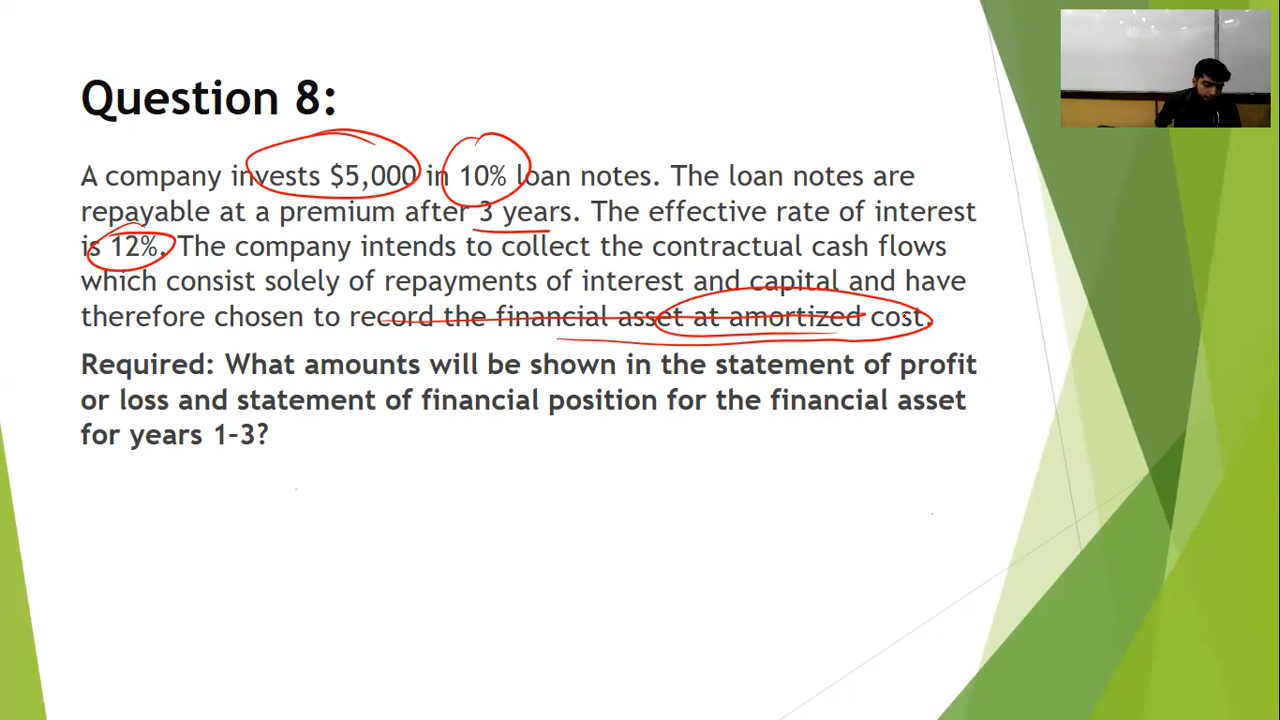 Question 8:
A company invests $5,000 in 10% loan notes. The loan notes are
repayable at a premium after 3 years. The effective rate of interest
is 12%. The company intends to collect the contractual cash flows
which consist solely of repayments of interest and capital and have
therefore chosen to record the financial asset at amortized cost.
Required: What amounts will be shown in the statement of profit
or loss and statement of financial position for the financial asset
for years 1–3?